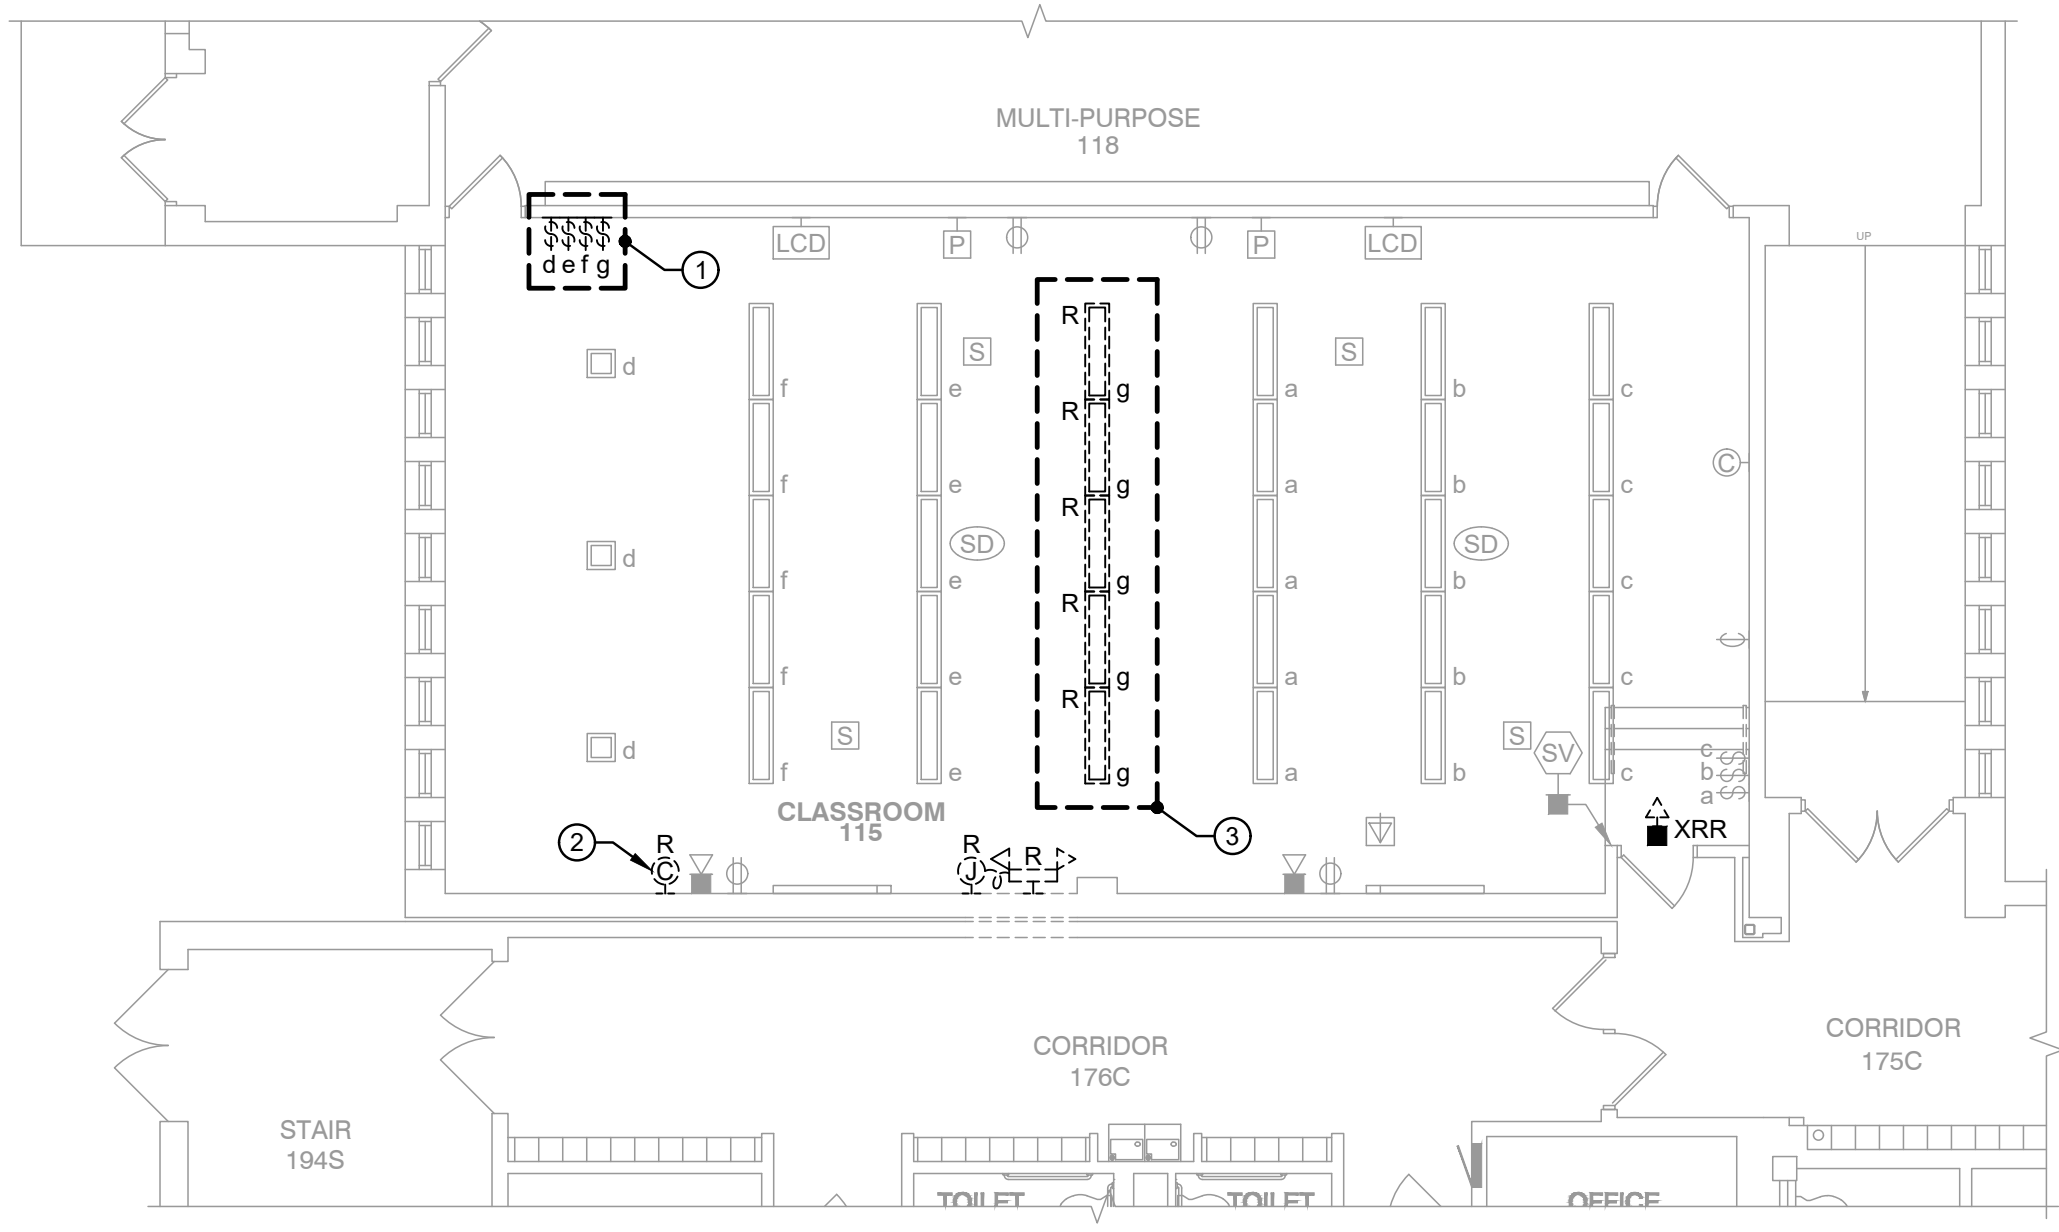 MULTI-PURPOSE
118
UP
LCD P P LCD
d e f g
1
R
S S
d
f e g a b c
R
C
f e g a b c
R
SD SD
d
f e g a b c
R
f e g a b c
R
S S
d
SV
c
b
a
f e g a b c
CLASSROOM
115
2
3
XRR
R R R
C J
CORRIDOR
176C
CORRIDOR
175C
STAIR
194S
TOILET TOILET OFFICE